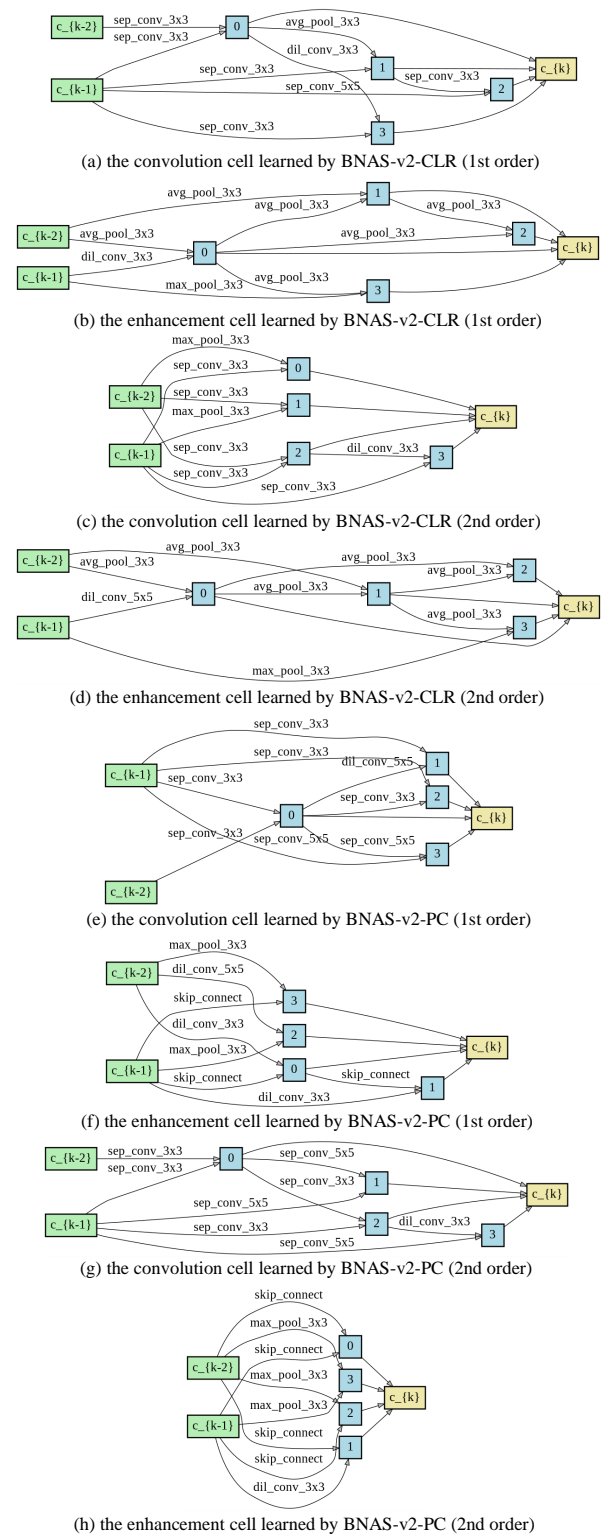 c_{k-2}
sep_conv_3x3
sep_conv_3x3
0
avg_pool_3x3
dil_conv_3x3
c_{k-1}
sep_conv_3x3
1
sep_conv_3x3
c_{k}
sep_conv_5x5
2
sep_conv_3x3
3
(a) the convolution cell learned by BNAS-v2-CLR (1st order)
avg_pool_3x3
1
avg_pool_3x3
avg_pool_3x3
c_{k-2}
avg_pool_3x3
avg_pool_3x3
2
c_{k}
dil_conv_3x3
0
c_{k-1}
avg_pool_3x3
max_pool_3x3
3
(b) the enhancement cell learned by BNAS-v2-CLR (1st order)
max_pool_3x3
sep_conv_3x3
0
c_{k-2}
sep_conv_3x3
1
max_pool_3x3
c_{k}
c_{k-1}
sep_conv_3x3
2
dil_conv_3x3
3
sep_conv_3x3
sep_conv_3x3
(c) the convolution cell learned by BNAS-v2-CLR (2nd order)
c_{k-2}
avg_pool_3x3
avg_pool_3x3
avg_pool_3x3
2
avg_pool_3x3
dil_conv_5x5
0
avg_pool_3x3
1
c_{k}
avg_pool_3x3
c_{k-1}
3
max_pool_3x3
(d) the enhancement cell learned by BNAS-v2-CLR (2nd order)
sep_conv_3x3
sep_conv_3x3
dil_conv_5x5
1
c_{k-1}
sep_conv_3x3
sep_conv_3x3
2
0
c_{k}
sep_conv_3x3
sep_conv_5x5
sep_conv_5x5
3
c_{k-2}
(e) the convolution cell learned by BNAS-v2-PC (1st order)
max_pool_3x3
c_{k-2}
dil_conv_5x5
skip_connect
3
dil_conv_3x3
2
c_{k}
max_pool_3x3
c_{k-1}
0
skip_connect
skip_connect
1
dil_conv_3x3
(f) the enhancement cell learned by BNAS-v2-PC (1st order)
c_{k-2}
sep_conv_3x3
sep_conv_3x3
0
sep_conv_5x5
sep_conv_3x3
1
c_{k}
sep_conv_5x5
c_{k-1}
sep_conv_3x3
2
dil_conv_3x3
3
sep_conv_5x5
(g) the convolution cell learned by BNAS-v2-PC (2nd order)
skip_connect
max_pool_3x3
skip_connect
0
c_{k-2}
max_pool_3x3
3
c_{k}
max_pool_3x3
2
c_{k-1}
skip_connect
1
dil_conv_3x3
(h) the enhancement cell learned by BNAS-v2-PC (2nd order)